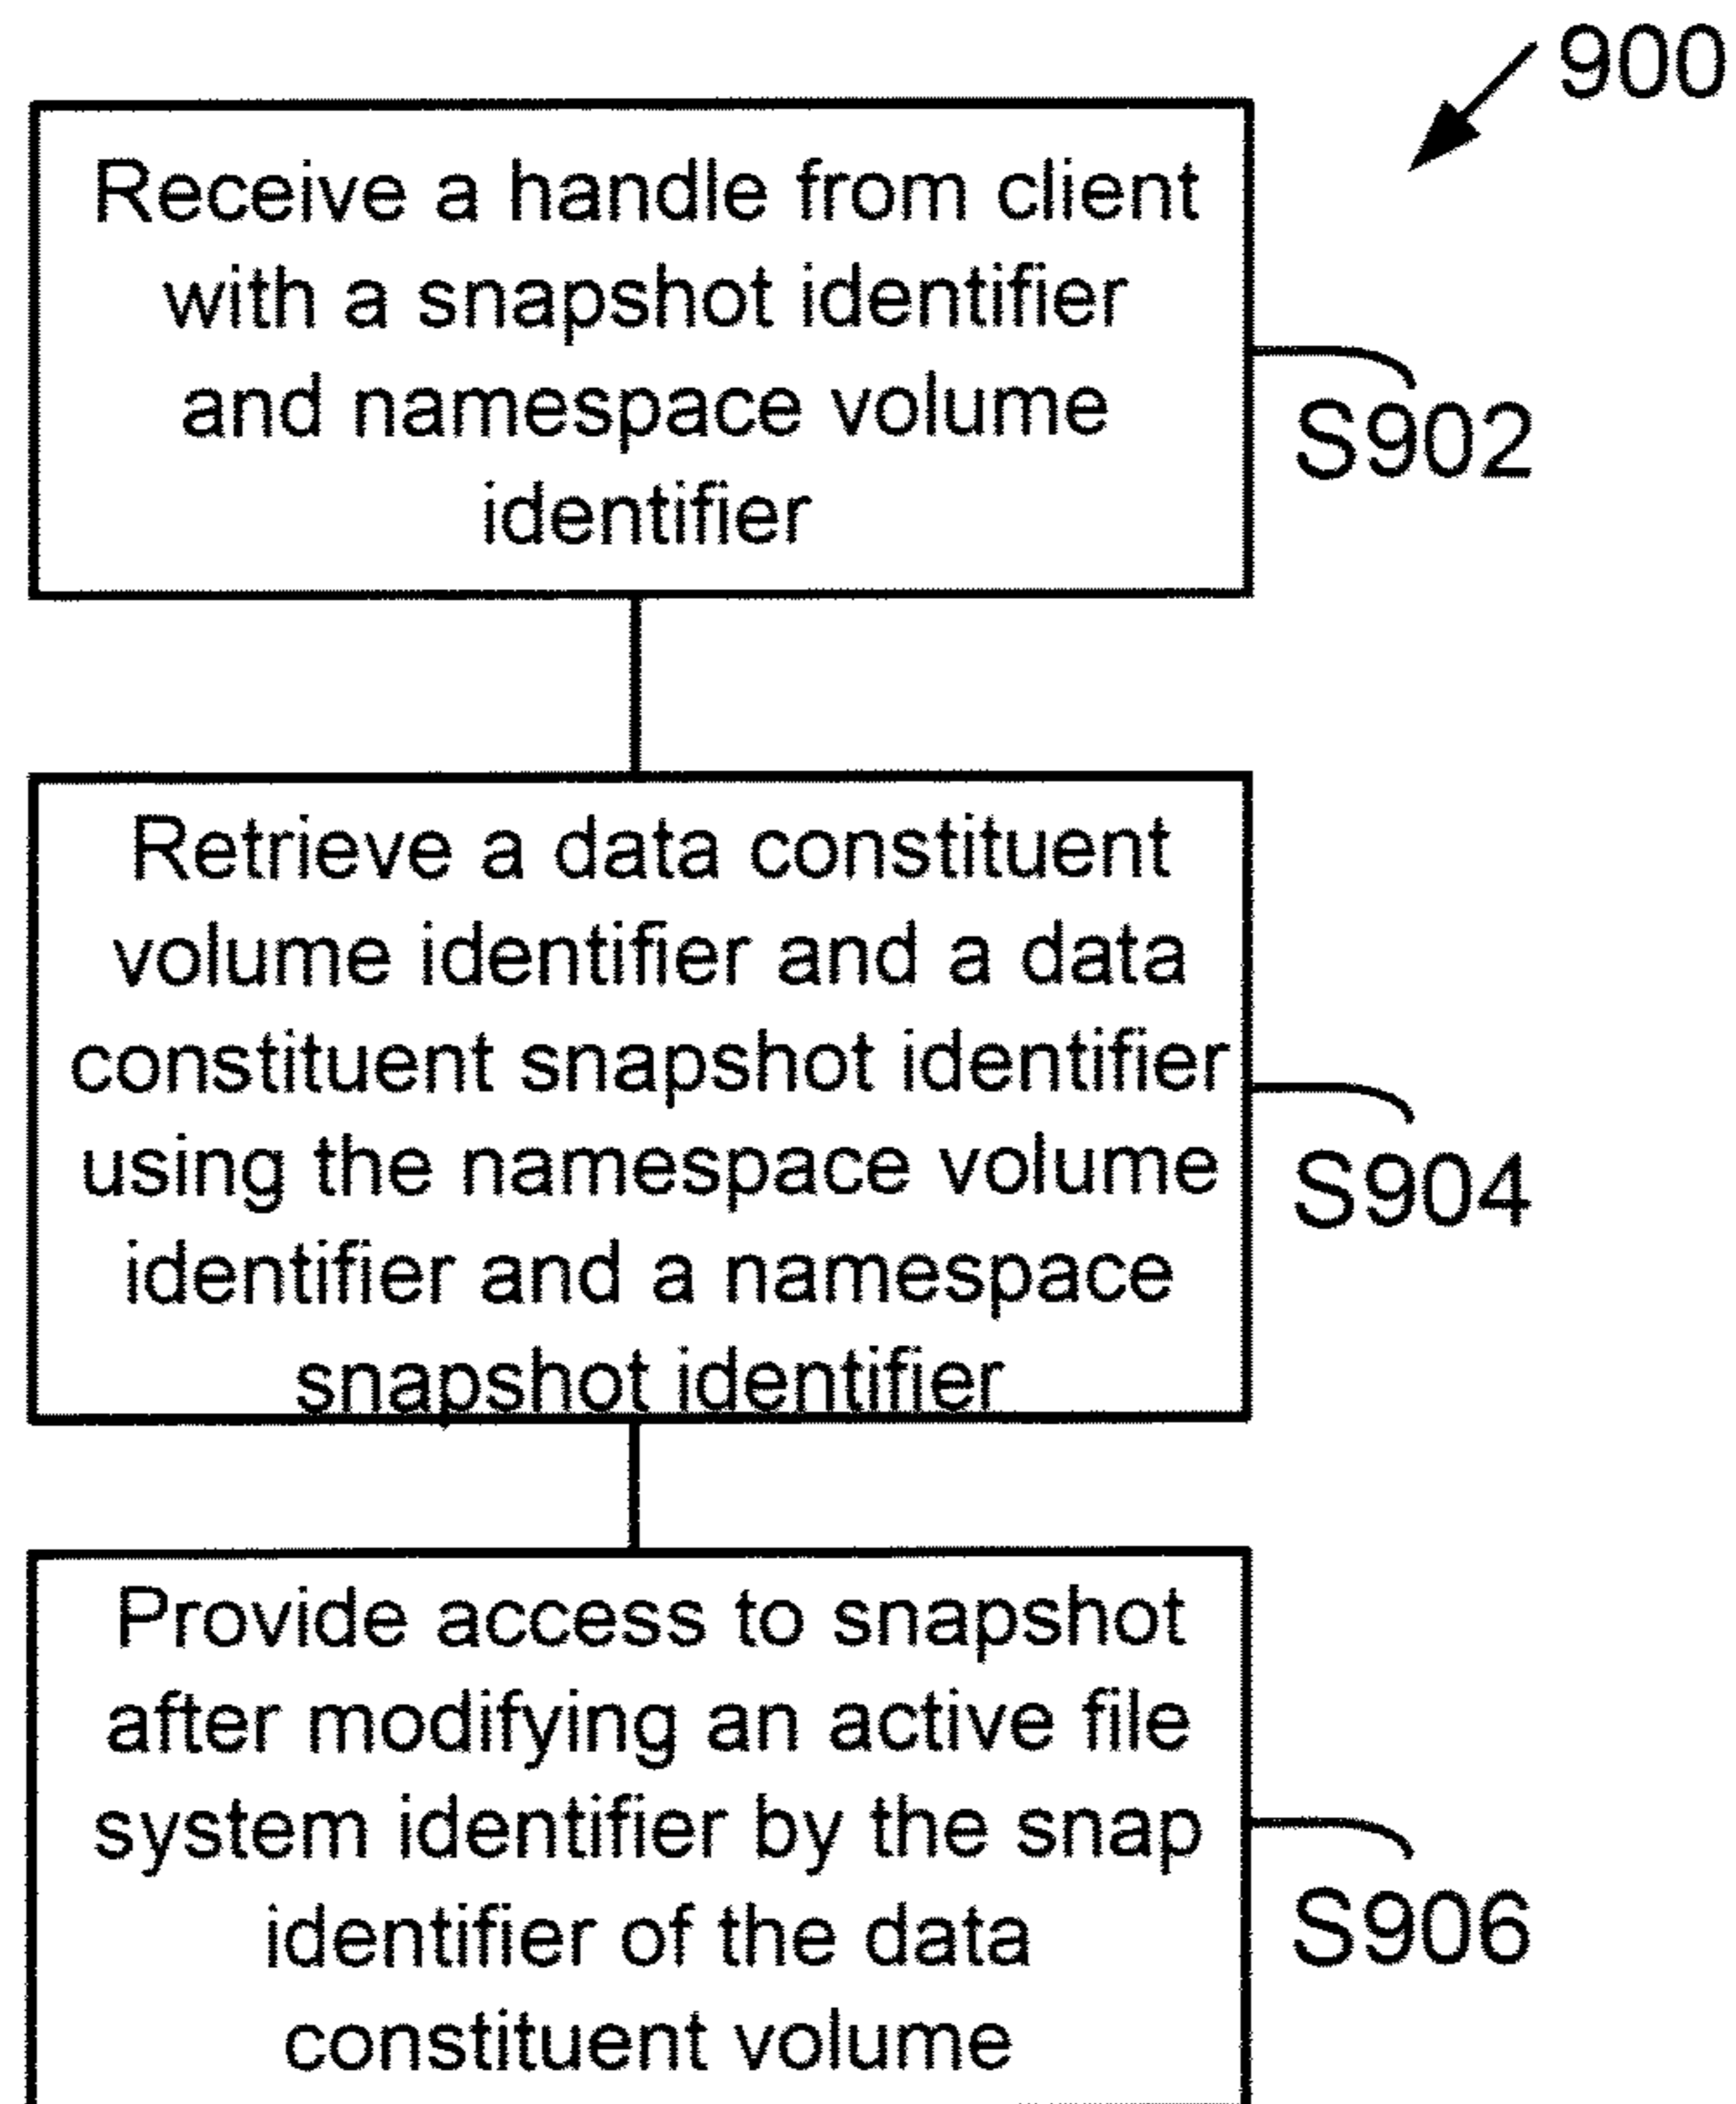 900
Receive a handle from client
with a snapshot identifier
and namespace volume
identifier
S902
Retrieve a data constituent
volume identifier and a data
constituent snapshot identifier
using the namespace volume
identifier and a namespace
snapshot identifier
S904
Provide access to snapshot
after modifying an active file
system identifier by the snap
identifier of the data
constituent volume
S906